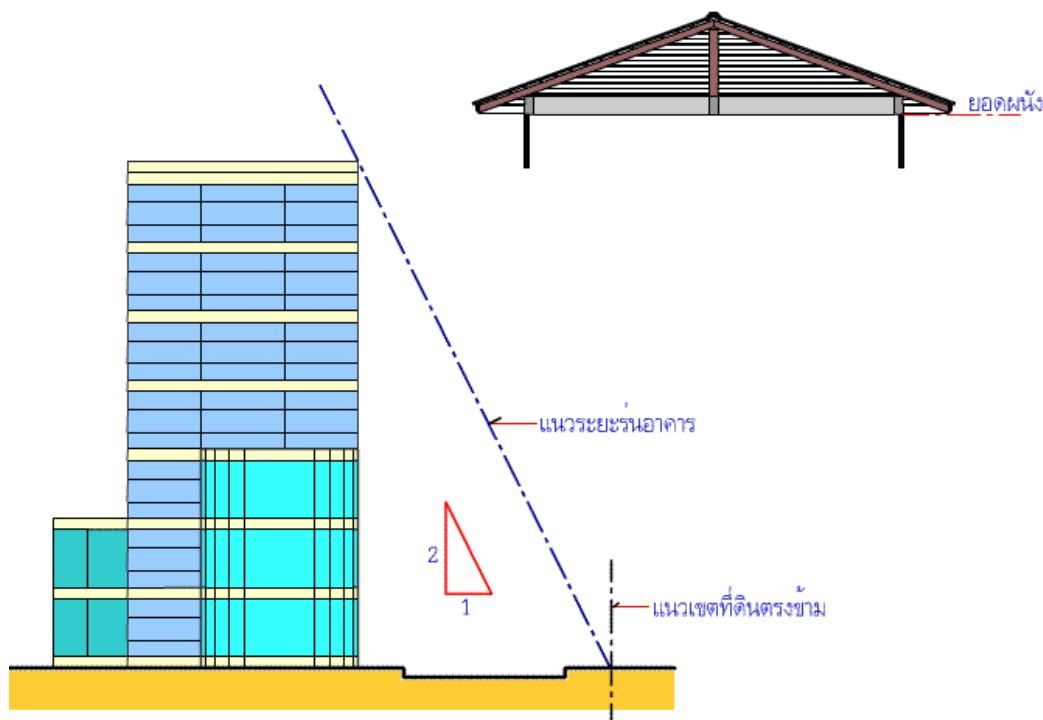 ยอดผนัง
แนวระยะร่นอาคาร
2
1
แนวเขตที่ดินตรงข้าม